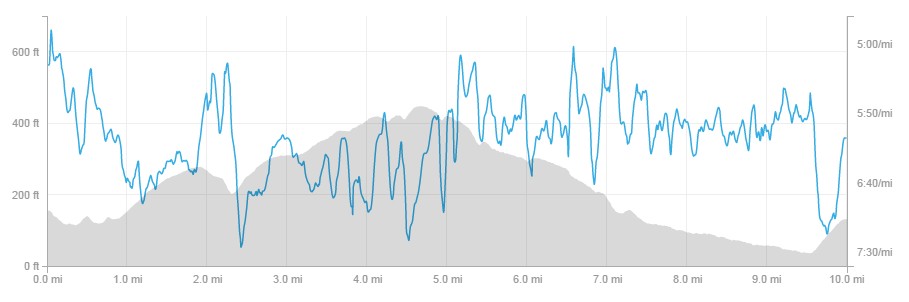 600 ft
400 ft
200 ft
0 ft
5:00/mi
5:50/mi
6:40/mi
7:30/mi
0.0 mi
1.0 mi
2.0 mi
3.0 mi
4.0 mi
5.0 mi
6.0 mi
7.0 mi
8.0 mi
9.0 mi
10.0 mi